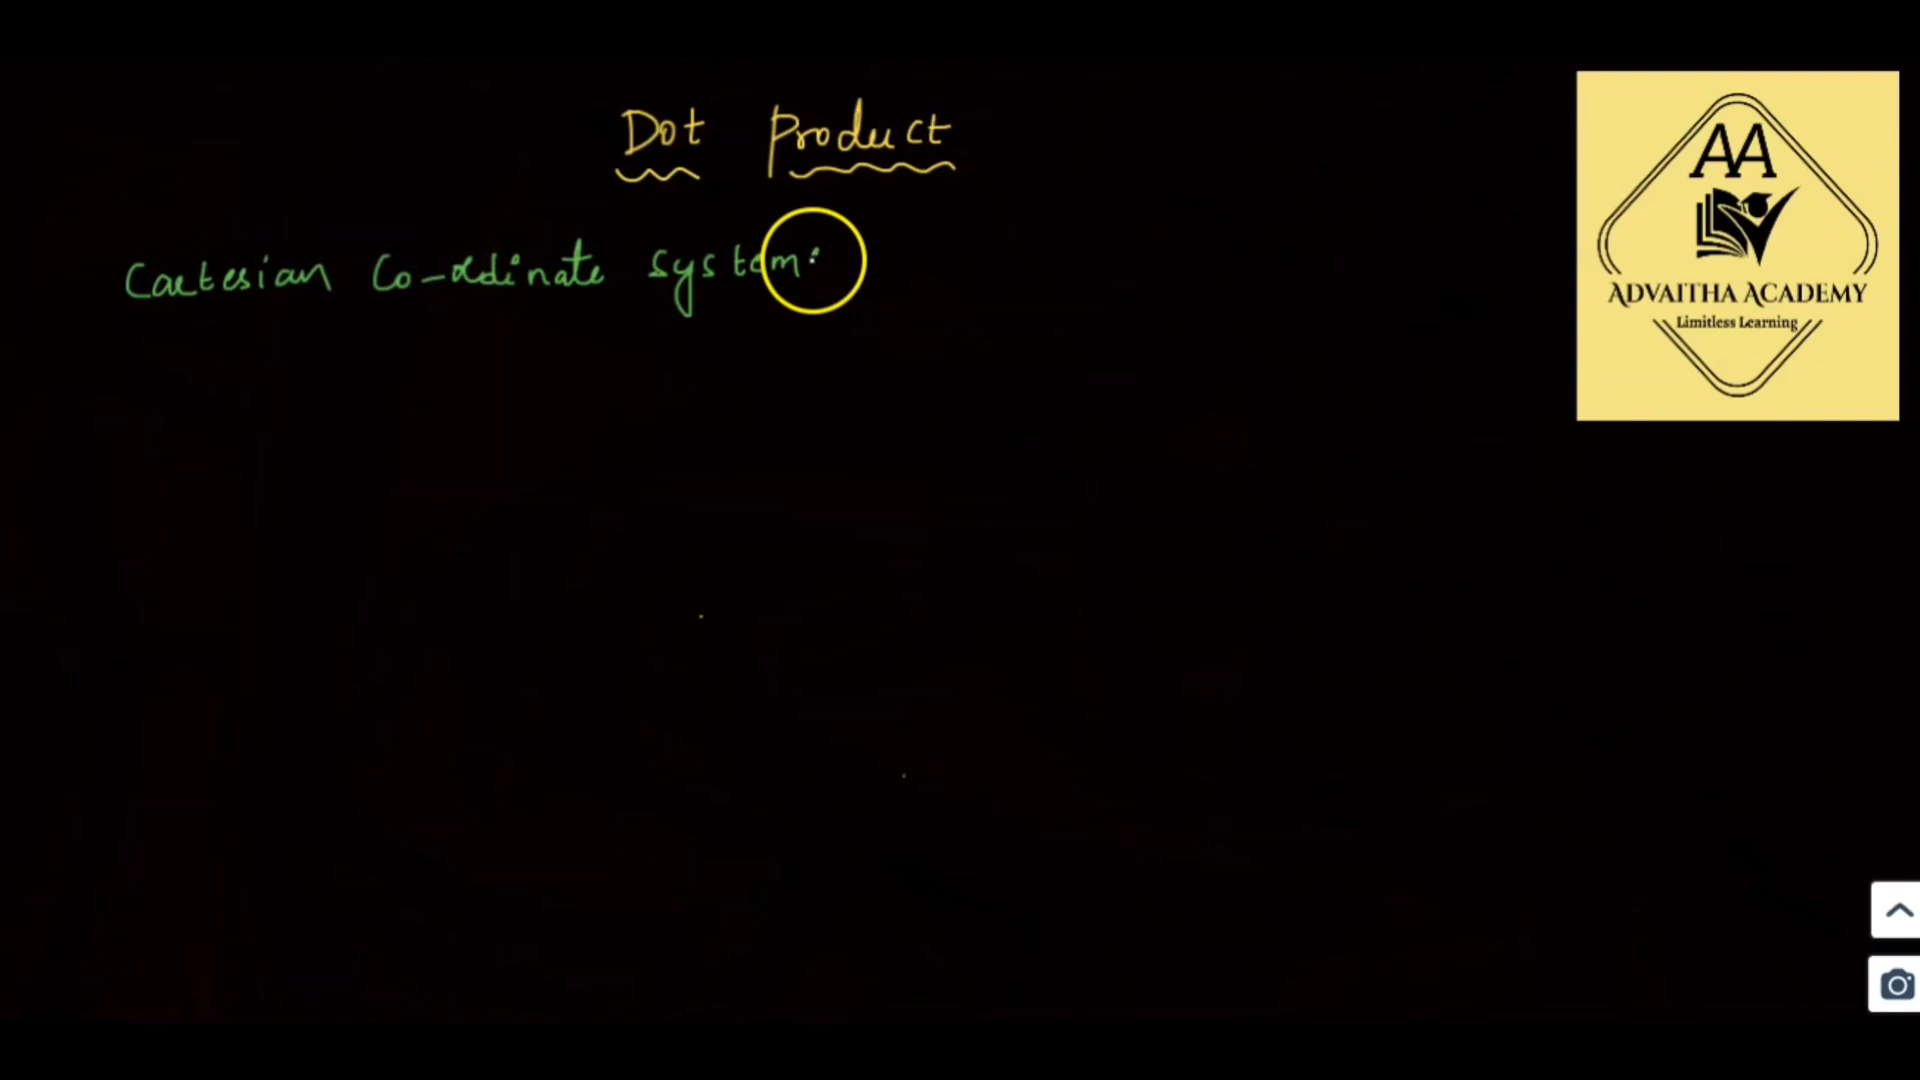 Dot Product
Cartesian Co-ordinate system:
AA
ADVAITHA ACADEMY
Limitless Learning